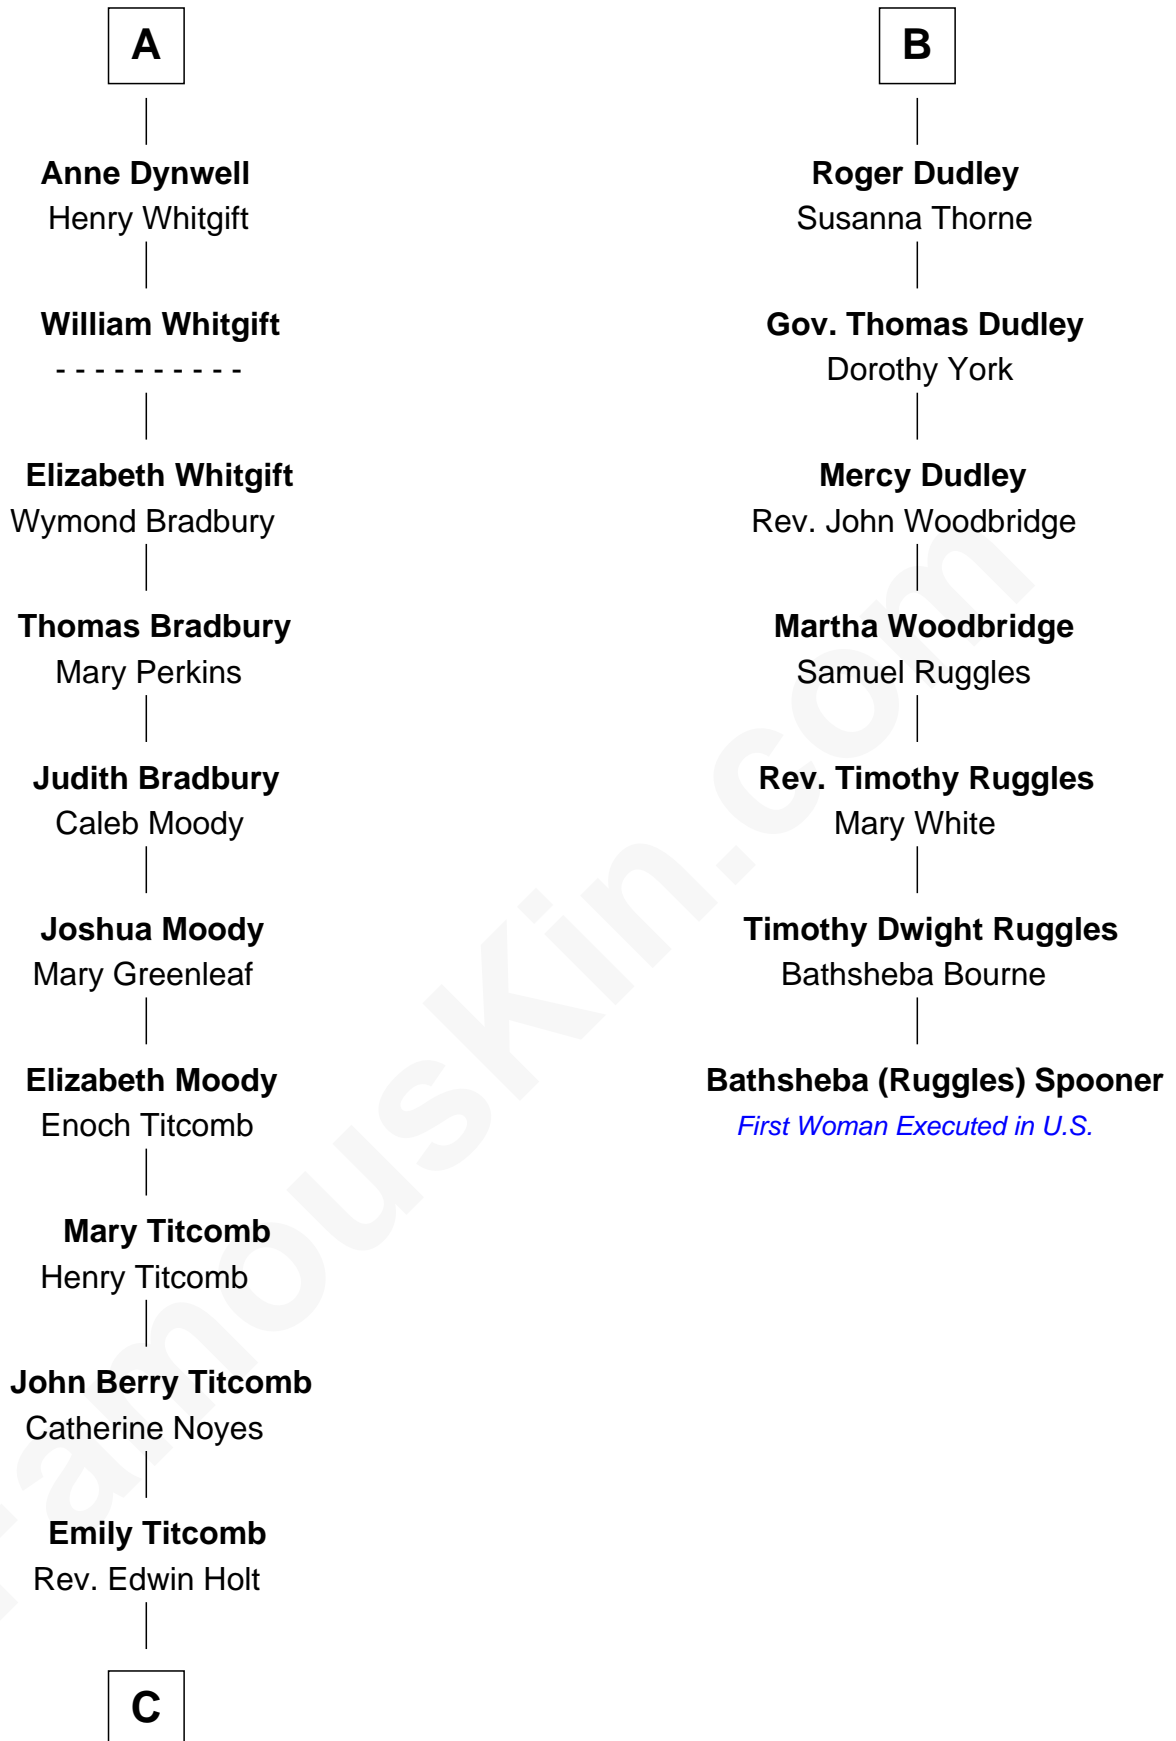 A
Anne Dynwell
Henry Whitgift
William Whitgift
- - - - - - - - - -
Elizabeth Whitgift
Wymond Bradbury
Thomas Bradbury
Mary Perkins
Judith Bradbury
Caleb Moody
Joshua Moody
Mary Greenleaf
Elizabeth Moody
Enoch Titcomb
Mary Titcomb
Henry Titcomb
John Berry Titcomb
Catherine Noyes
Emily Titcomb
Rev. Edwin Holt
C
B
Roger Dudley
Susanna Thorne
Gov. Thomas Dudley
Dorothy York
Mercy Dudley
Rev. John Woodbridge
Martha Woodbridge
Samuel Ruggles
Rev. Timothy Ruggles
Mary White
Timothy Dwight Ruggles
Bathsheba Bourne
Bathsheba (Ruggles) Spooner
First Woman Executed in U.S.
FamousKin.com